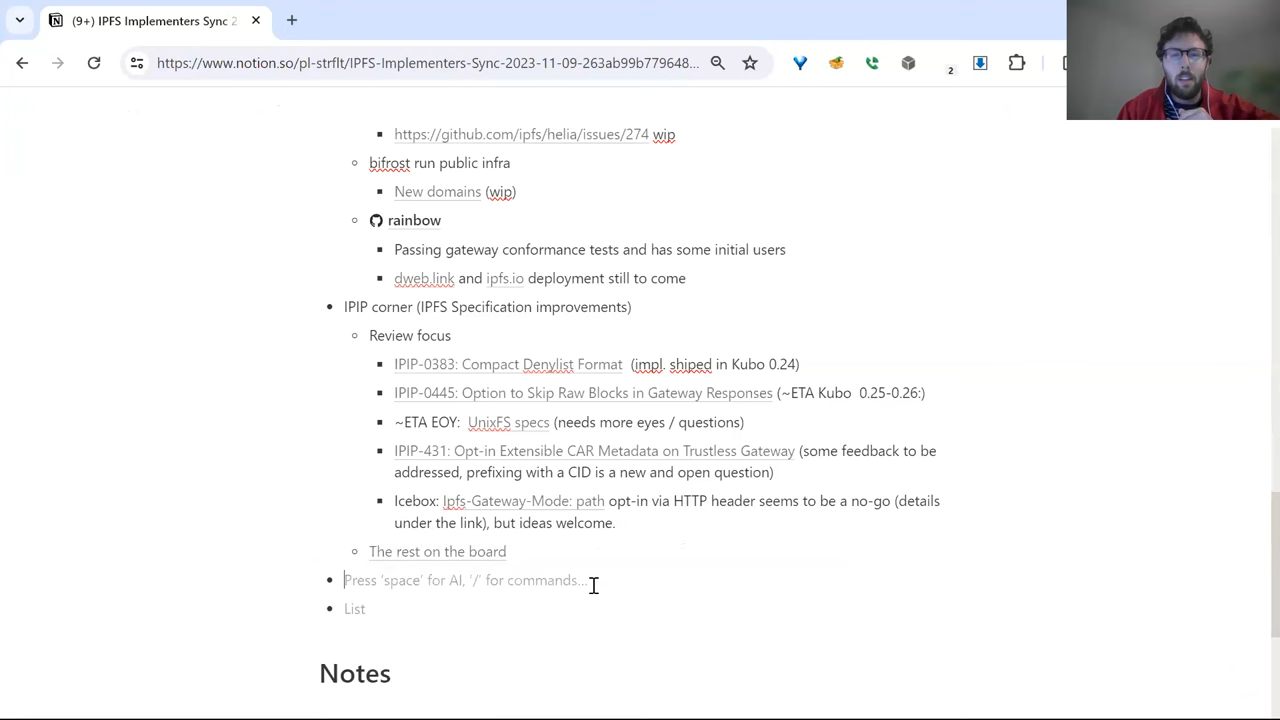 (9+) IPFS Implementers Sync 2
https://www.notion.so/pl-strflt/IPFS-Implementers-Sync-2023-11-09-263ab99b779648...
2
https://github.com/ipfs/helia/issues/274 wip
bifrost run public infra
New domains (wip)
rainbow
Passing gateway conformance tests and has some initial users
dweb.link and ipfs.io deployment still to come
IPIP corner (IPFS Specification improvements)
Review focus
IPIP-0383: Compact Denylist Format (impl. shiped in Kubo 0.24)
IPIP-0445: Option to Skip Raw Blocks in Gateway Responses (~ETA Kubo 0.25-0.26:)
~ETA EOY: UnixFS specs (needs more eyes / questions)
IPIP-431: Opt-in Extensible CAR Metadata on Trustless Gateway (some feedback to be
addressed, prefixing with a CID is a new and open question)
Icebox: Ipfs-Gateway-Mode: path opt-in via HTTP header seems to be a no-go (details
under the link), but ideas welcome.
The rest on the board
Press 'space' for AI, '/' for commands...
List
Notes